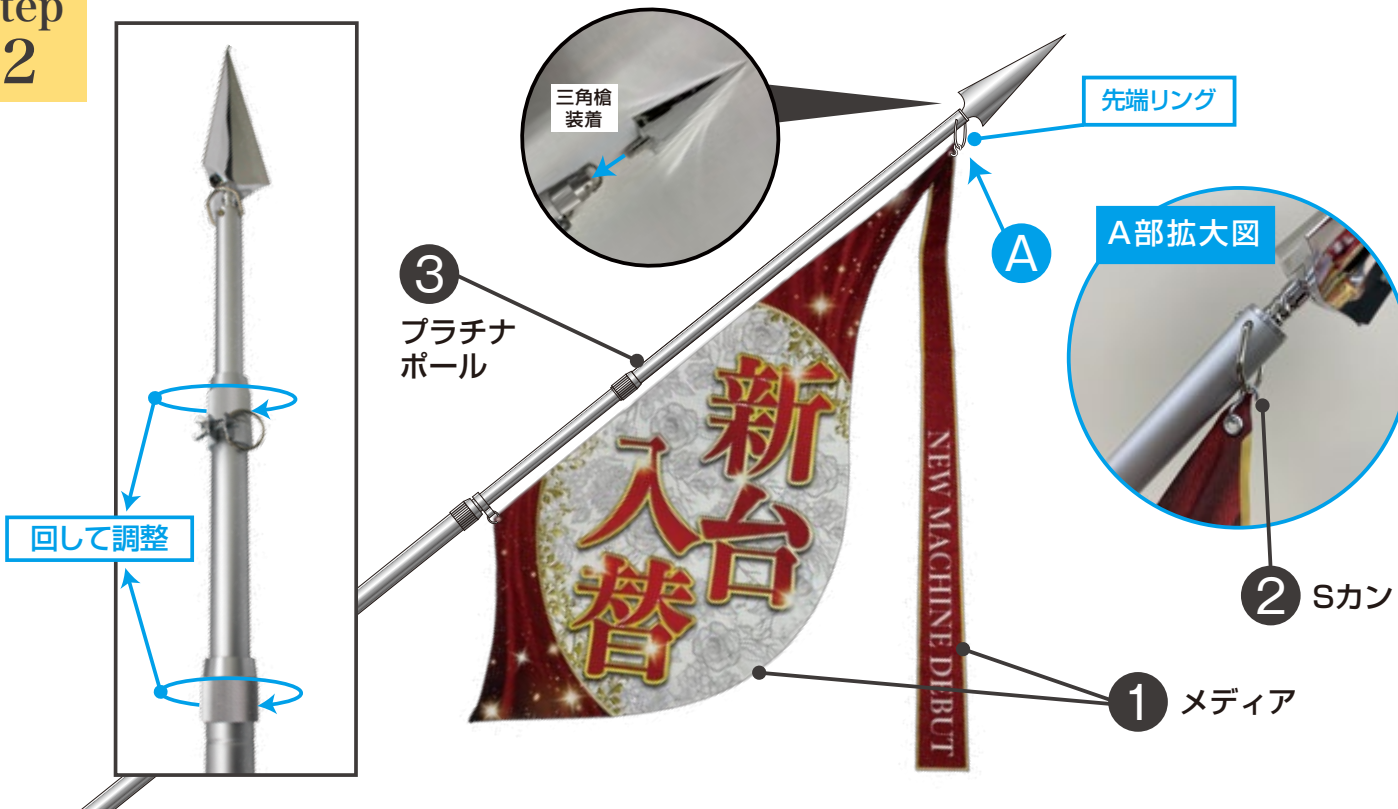 tep
2
三角槍
装着
先端リング
A
A部拡大図
3
プラチナ
ポール
新台
入替
NEW MACHINE DEBUT
回して調整
2 Sカン
1 メディア